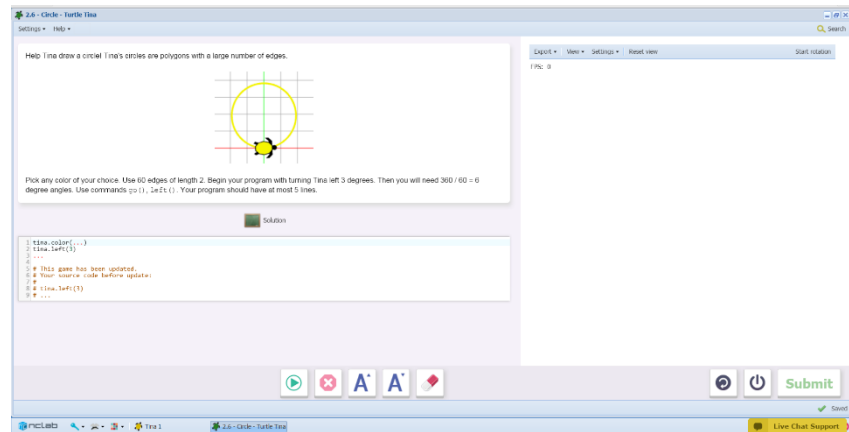 2.6 - Circle - Turtle Tina
Settings Help Search
Help Tina draw a circle! Tina's circles are polygons with a large number of edges.
Pick any color of your choice. Use 60 edges of length 2. Begin your program with turning Tina left 3 degrees. Then you will need 360 / 60 = 6
degree angles. Use commands go(), left(). Your program should have at most 5 lines.
Solution
1 tina.color(...)
2 tina.left(3)
3 ...
4
5 # This game has been updated.
6 # Your source code before update:
7 #
8 # tina.left(3)
9 # ...
Export View Settings Reset view Start rotation
FPS: 0
A A
Submit
Saved
nclab Tina 1 2.6 - Circle - Turtle Tina Live Chat Support